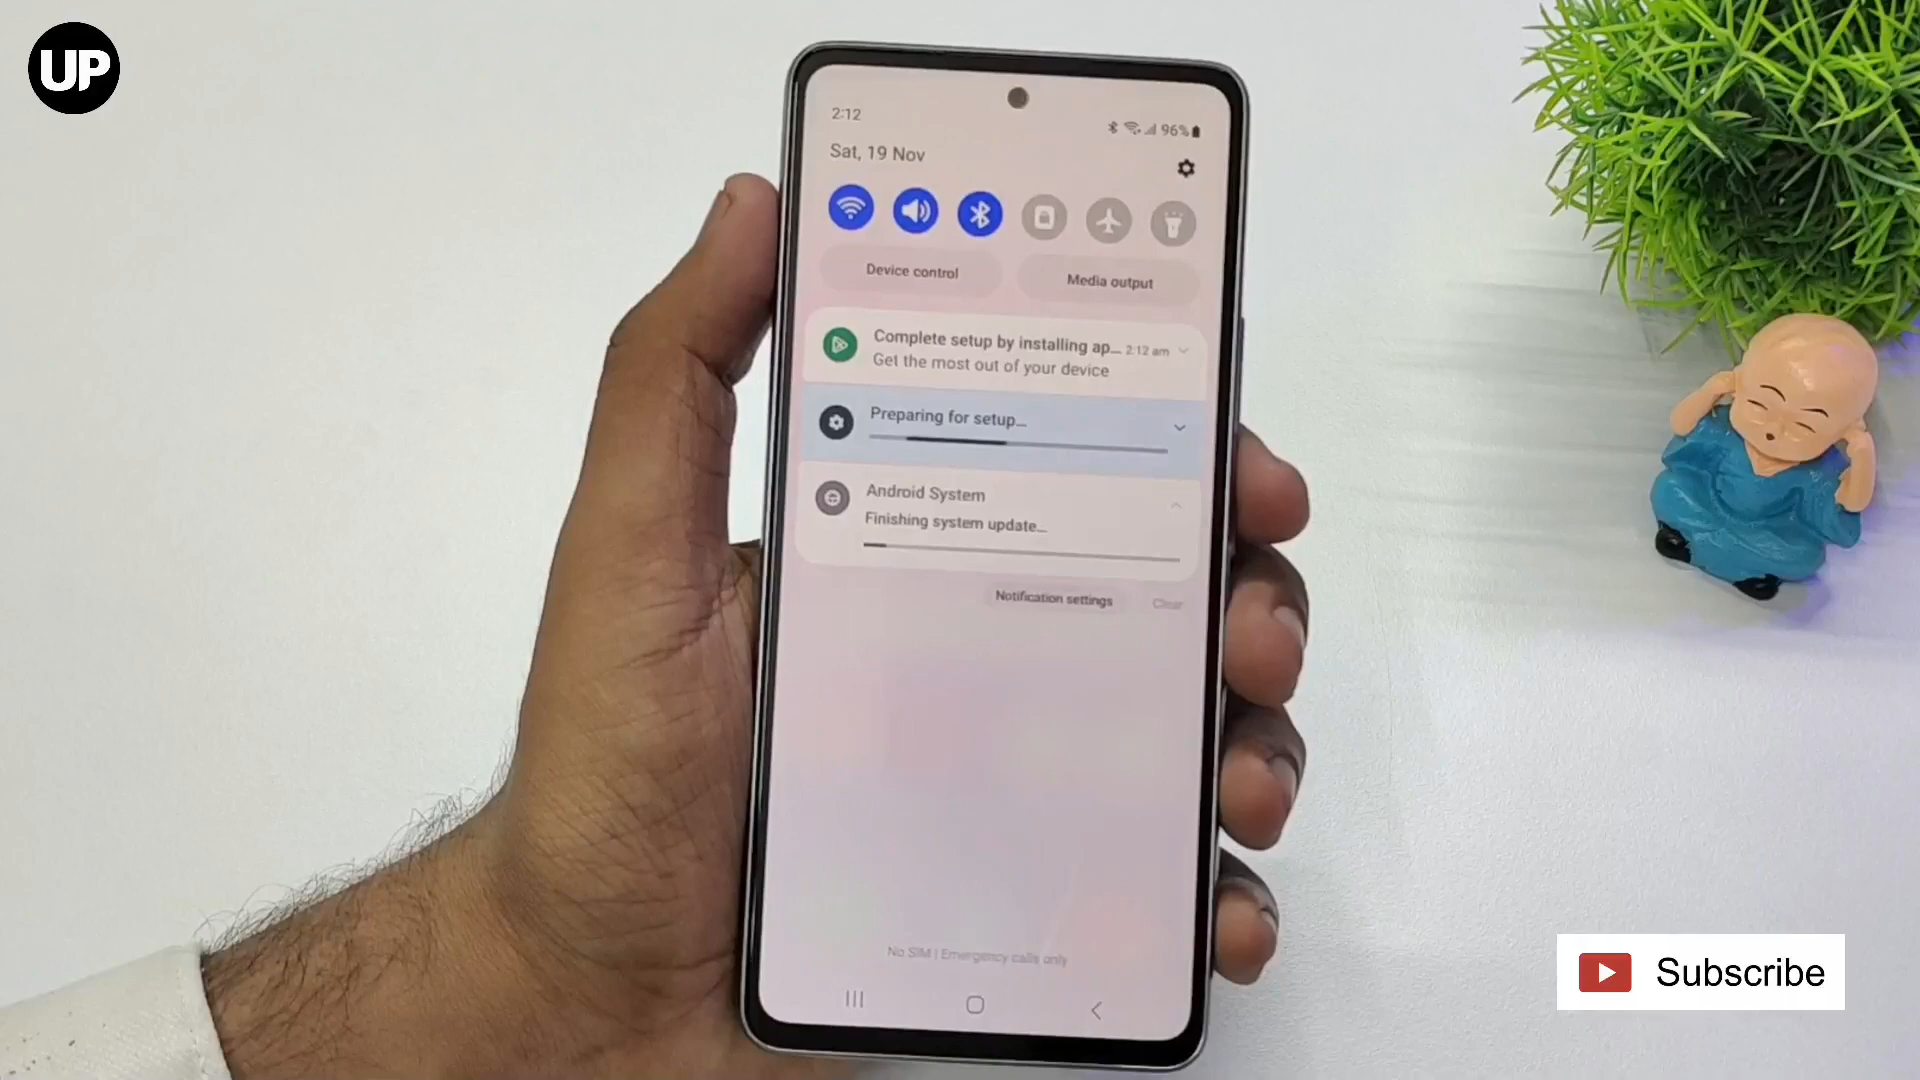 UP
2:12
96%
Sat, 19 Nov
Device control
Media output
Complete setup by installing ap... 2:12 am
Get the most out of your device
Preparing for setup...
Android System
Finishing system update...
Notification settings
Clear
No SIM | Emergency calls only
Subscribe